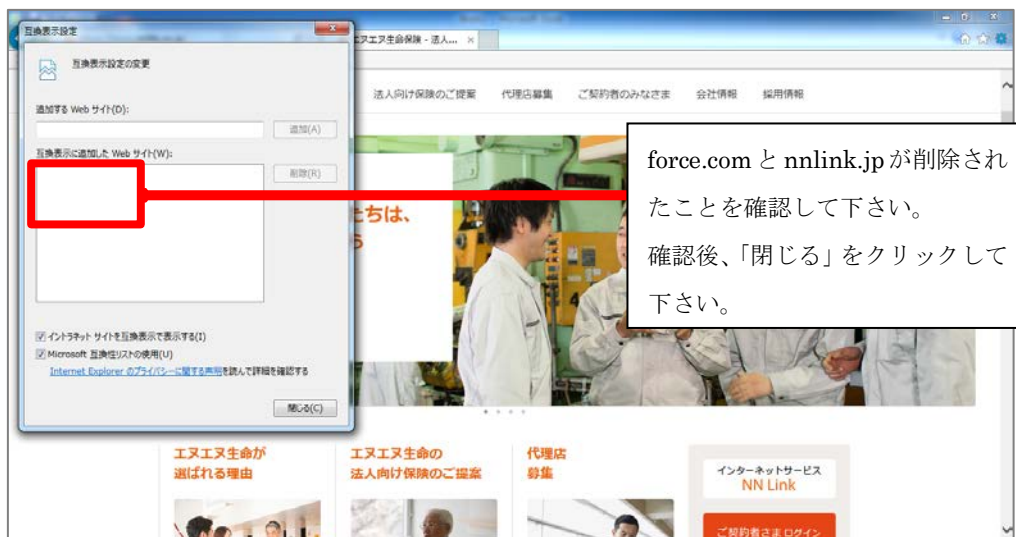 互換表示設定
エヌエヌ生命保険 - 法人...
互換表示設定の変更
追加する Web サイト(D):
追加(A)
互換表示に追加した Web サイト(W):
削除(R)
イントラネット サイトを互換表示で表示する(I)
Microsoft 互換性リストの使用(U)
Internet Explorer のプライバシーに関する声明を読んで詳細を確認する
閉じる(C)
法人向け保険のご提案 代理店募集 ご契約者のみなさま 会社情報 採用情報
たちは、
force.com と nnlink.jp が削除され
たことを確認して下さい。
確認後、「閉じる」をクリックして
下さい。
エヌエヌ生命が
選ばれる理由
エヌエヌ生命の
法人向け保険のご提案
代理店
募集
インターネットサービス
NN Link
ご契約者さま ログイン